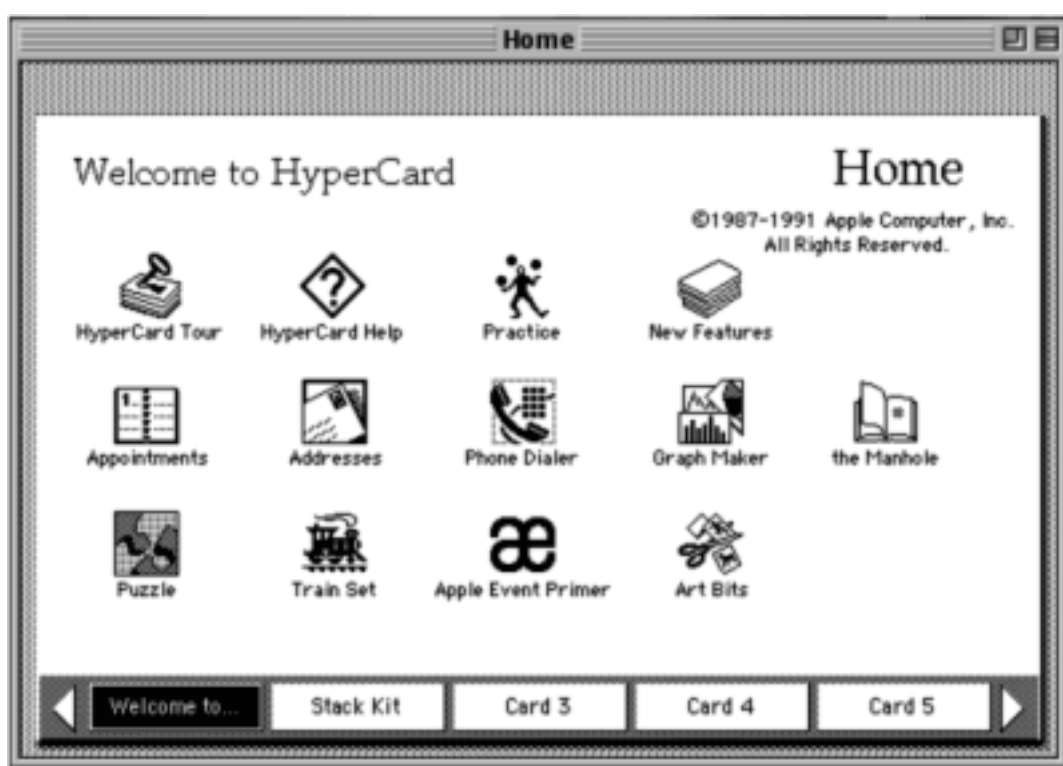 Home
Welcome to HyperCard
Home
©1987-1991 Apple Computer, Inc.
All Rights Reserved.
HyperCard Tour
HyperCard Help
Practice
New Features
Appointments
Addresses
Phone Dialer
Graph Maker
the Manhole
Puzzle
Train Set
æ
Apple Event Primer
Art Bits
Welcome to...
Stack Kit
Card 3
Card 4
Card 5